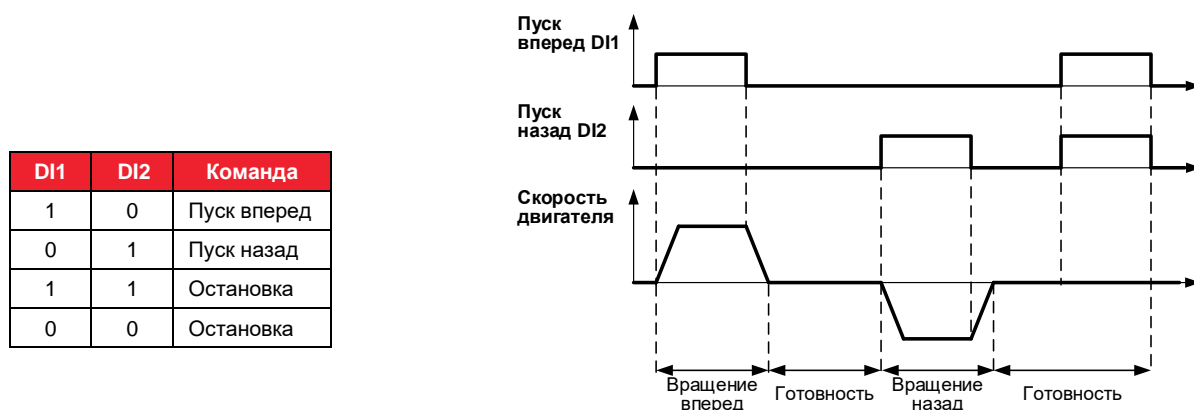 DI1 DI2 Команда
1 0 Пуск вперед
0 1 Пуск назад
1 1 Остановка
0 0 Остановка
Пуск
вперед DI1
Пуск
назад DI2
Скорость
двигателя
Вращение
вперед
Готовность
Вращение
назад
Готовность